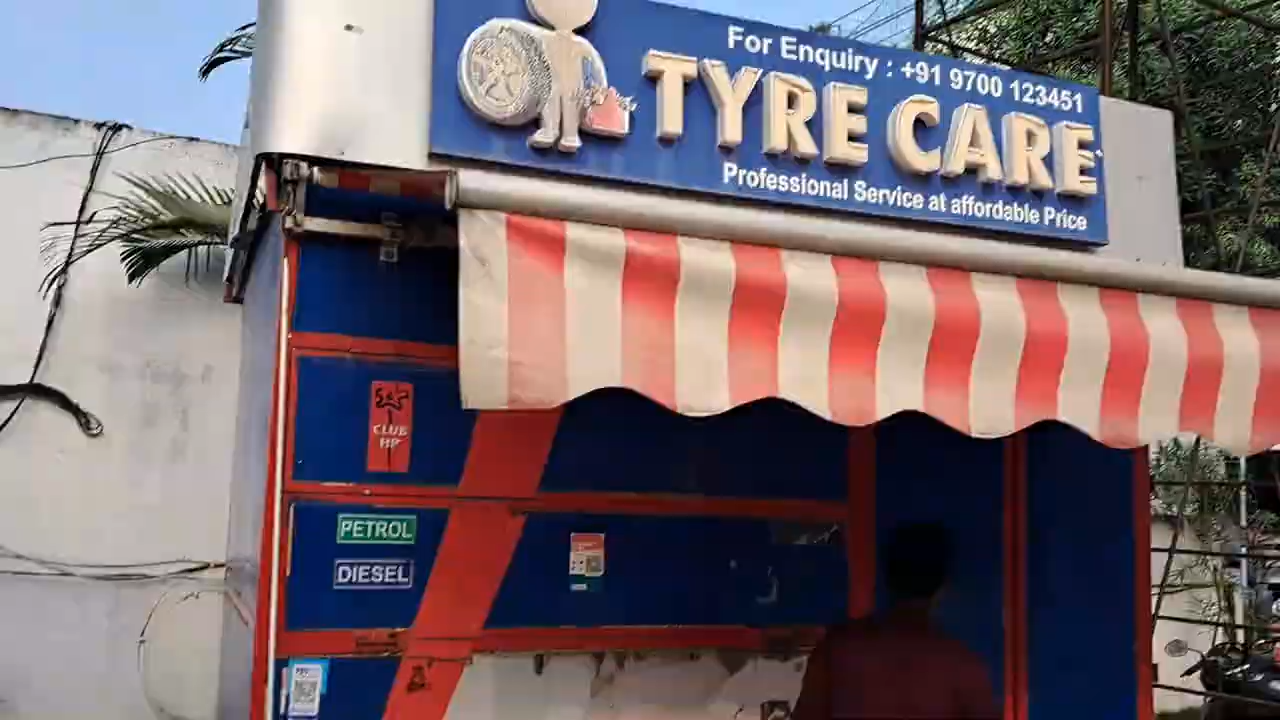 For Enquiry : +91 9700 123451
TYRE CARE
Professional Service at affordable Price
CLUB
HP
PETROL
DIESEL